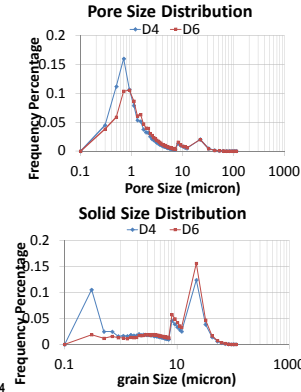 Pore Size Distribution
D4 D6
Frequency Percentage
0.2
0.15
0.1
0.05
0
0.1 1 10 100 1000
Pore Size (micron)
Solid Size Distribution
D4 D6
Frequency Percentage
0.2
0.15
0.1
0.05
0
0.1 10 1000
grain Size (micron)
4